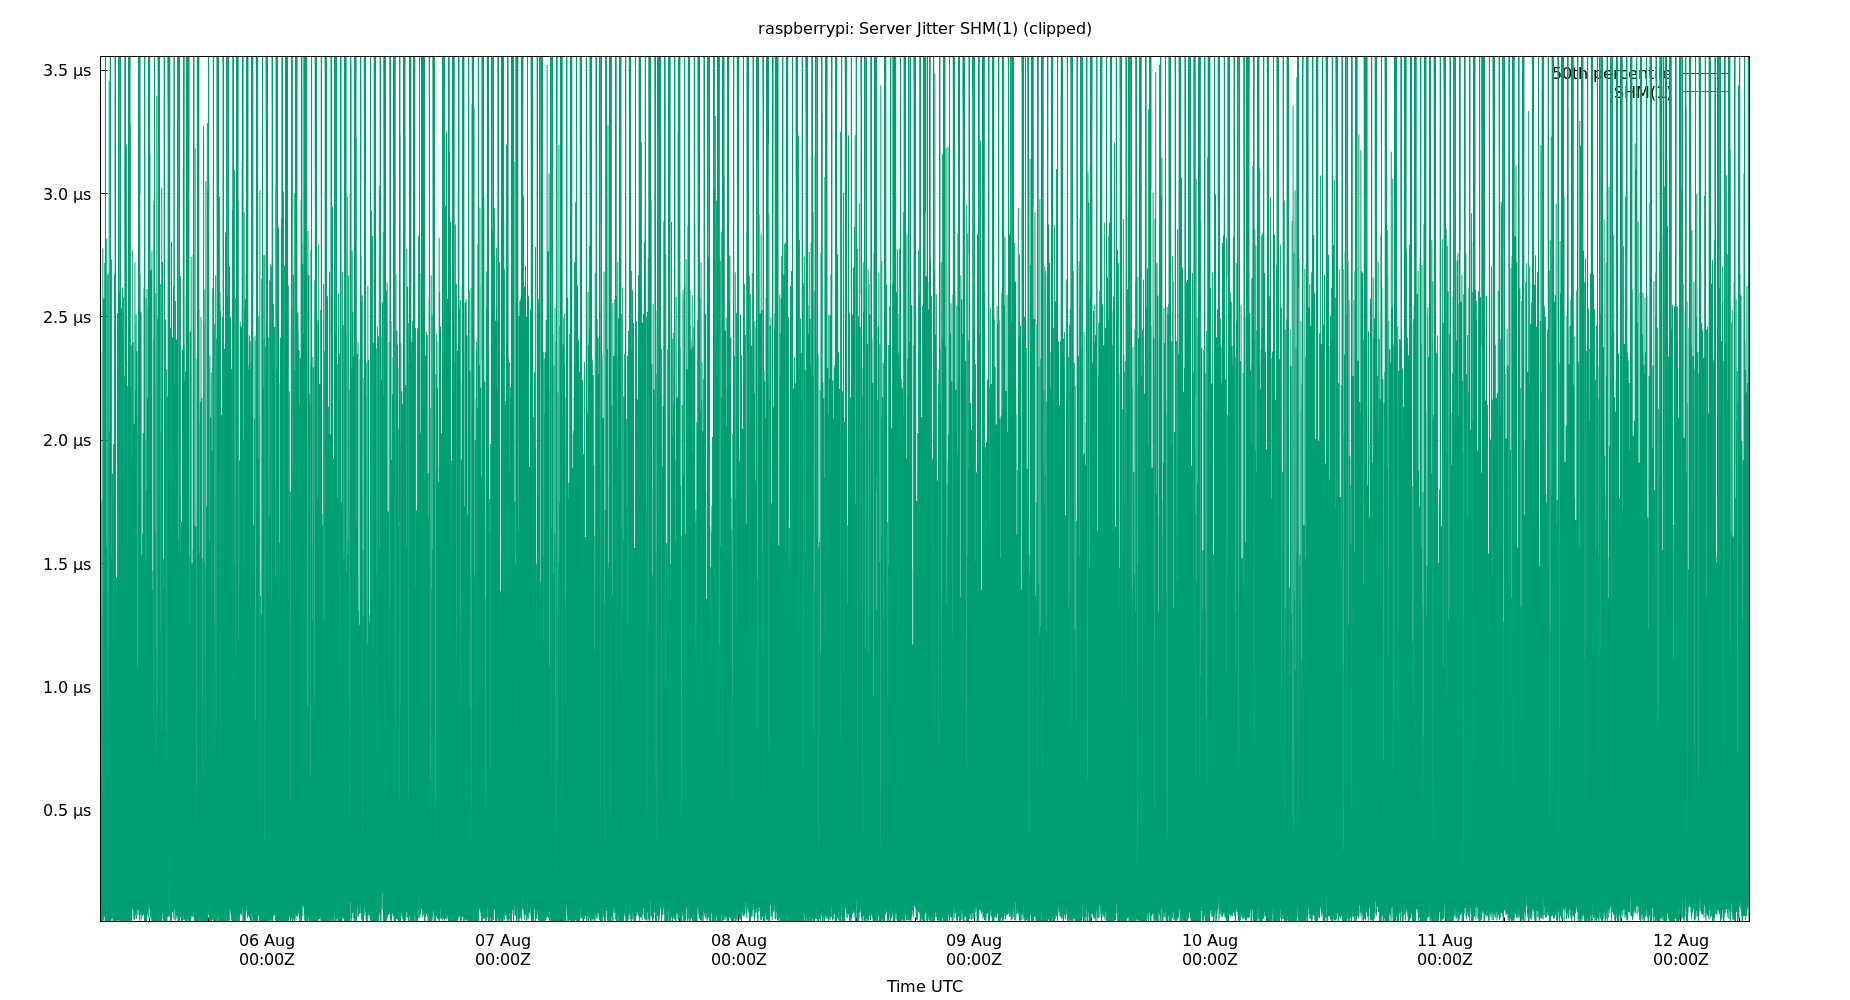 raspberrypi: Server Jitter SHM(1) (clipped)
3.5 µs
50th percentile
SHM(1)
3.0 µs
2.5 µs
2.0 µs
1.5 µs
1.0 µs
0.5 µs
06 Aug 07 Aug 08 Aug 09 Aug 10 Aug 11 Aug 12 Aug
00:00Z 00:00Z 00:00Z 00:00Z 00:00Z 00:00Z 00:00Z
Time UTC